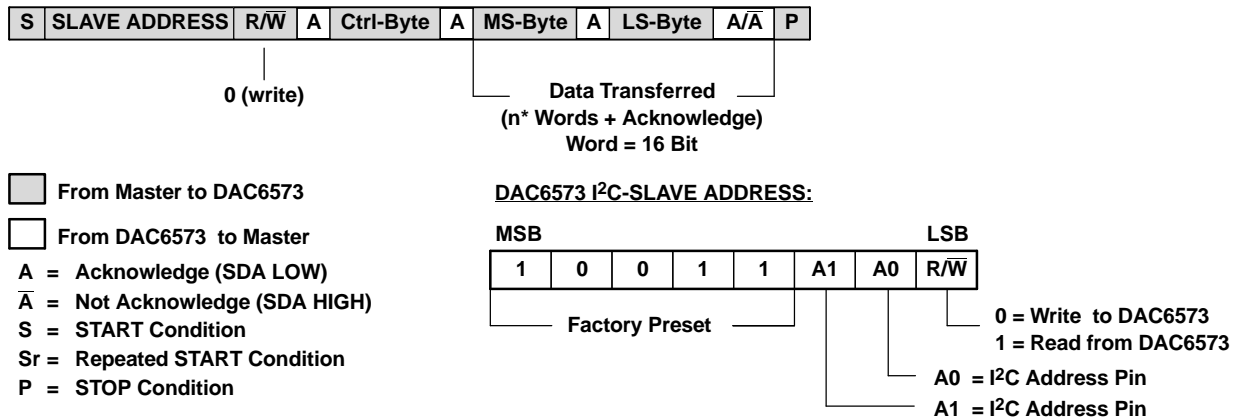 S SLAVE ADDRESS R/W̅ A Ctrl-Byte A MS-Byte A LS-Byte A/A̅ P
0 (write)
Data Transferred
(n* Words + Acknowledge)
Word = 16 Bit
From Master to DAC6573
From DAC6573 to Master
A = Acknowledge (SDA LOW)
A̅ = Not Acknowledge (SDA HIGH)
S = START Condition
Sr = Repeated START Condition
P = STOP Condition
DAC6573 I²C-SLAVE ADDRESS:
MSB LSB
1 0 0 1 1 A1 A0 R/W̅
Factory Preset
0 = Write to DAC6573
1 = Read from DAC6573
A0 = I²C Address Pin
A1 = I²C Address Pin